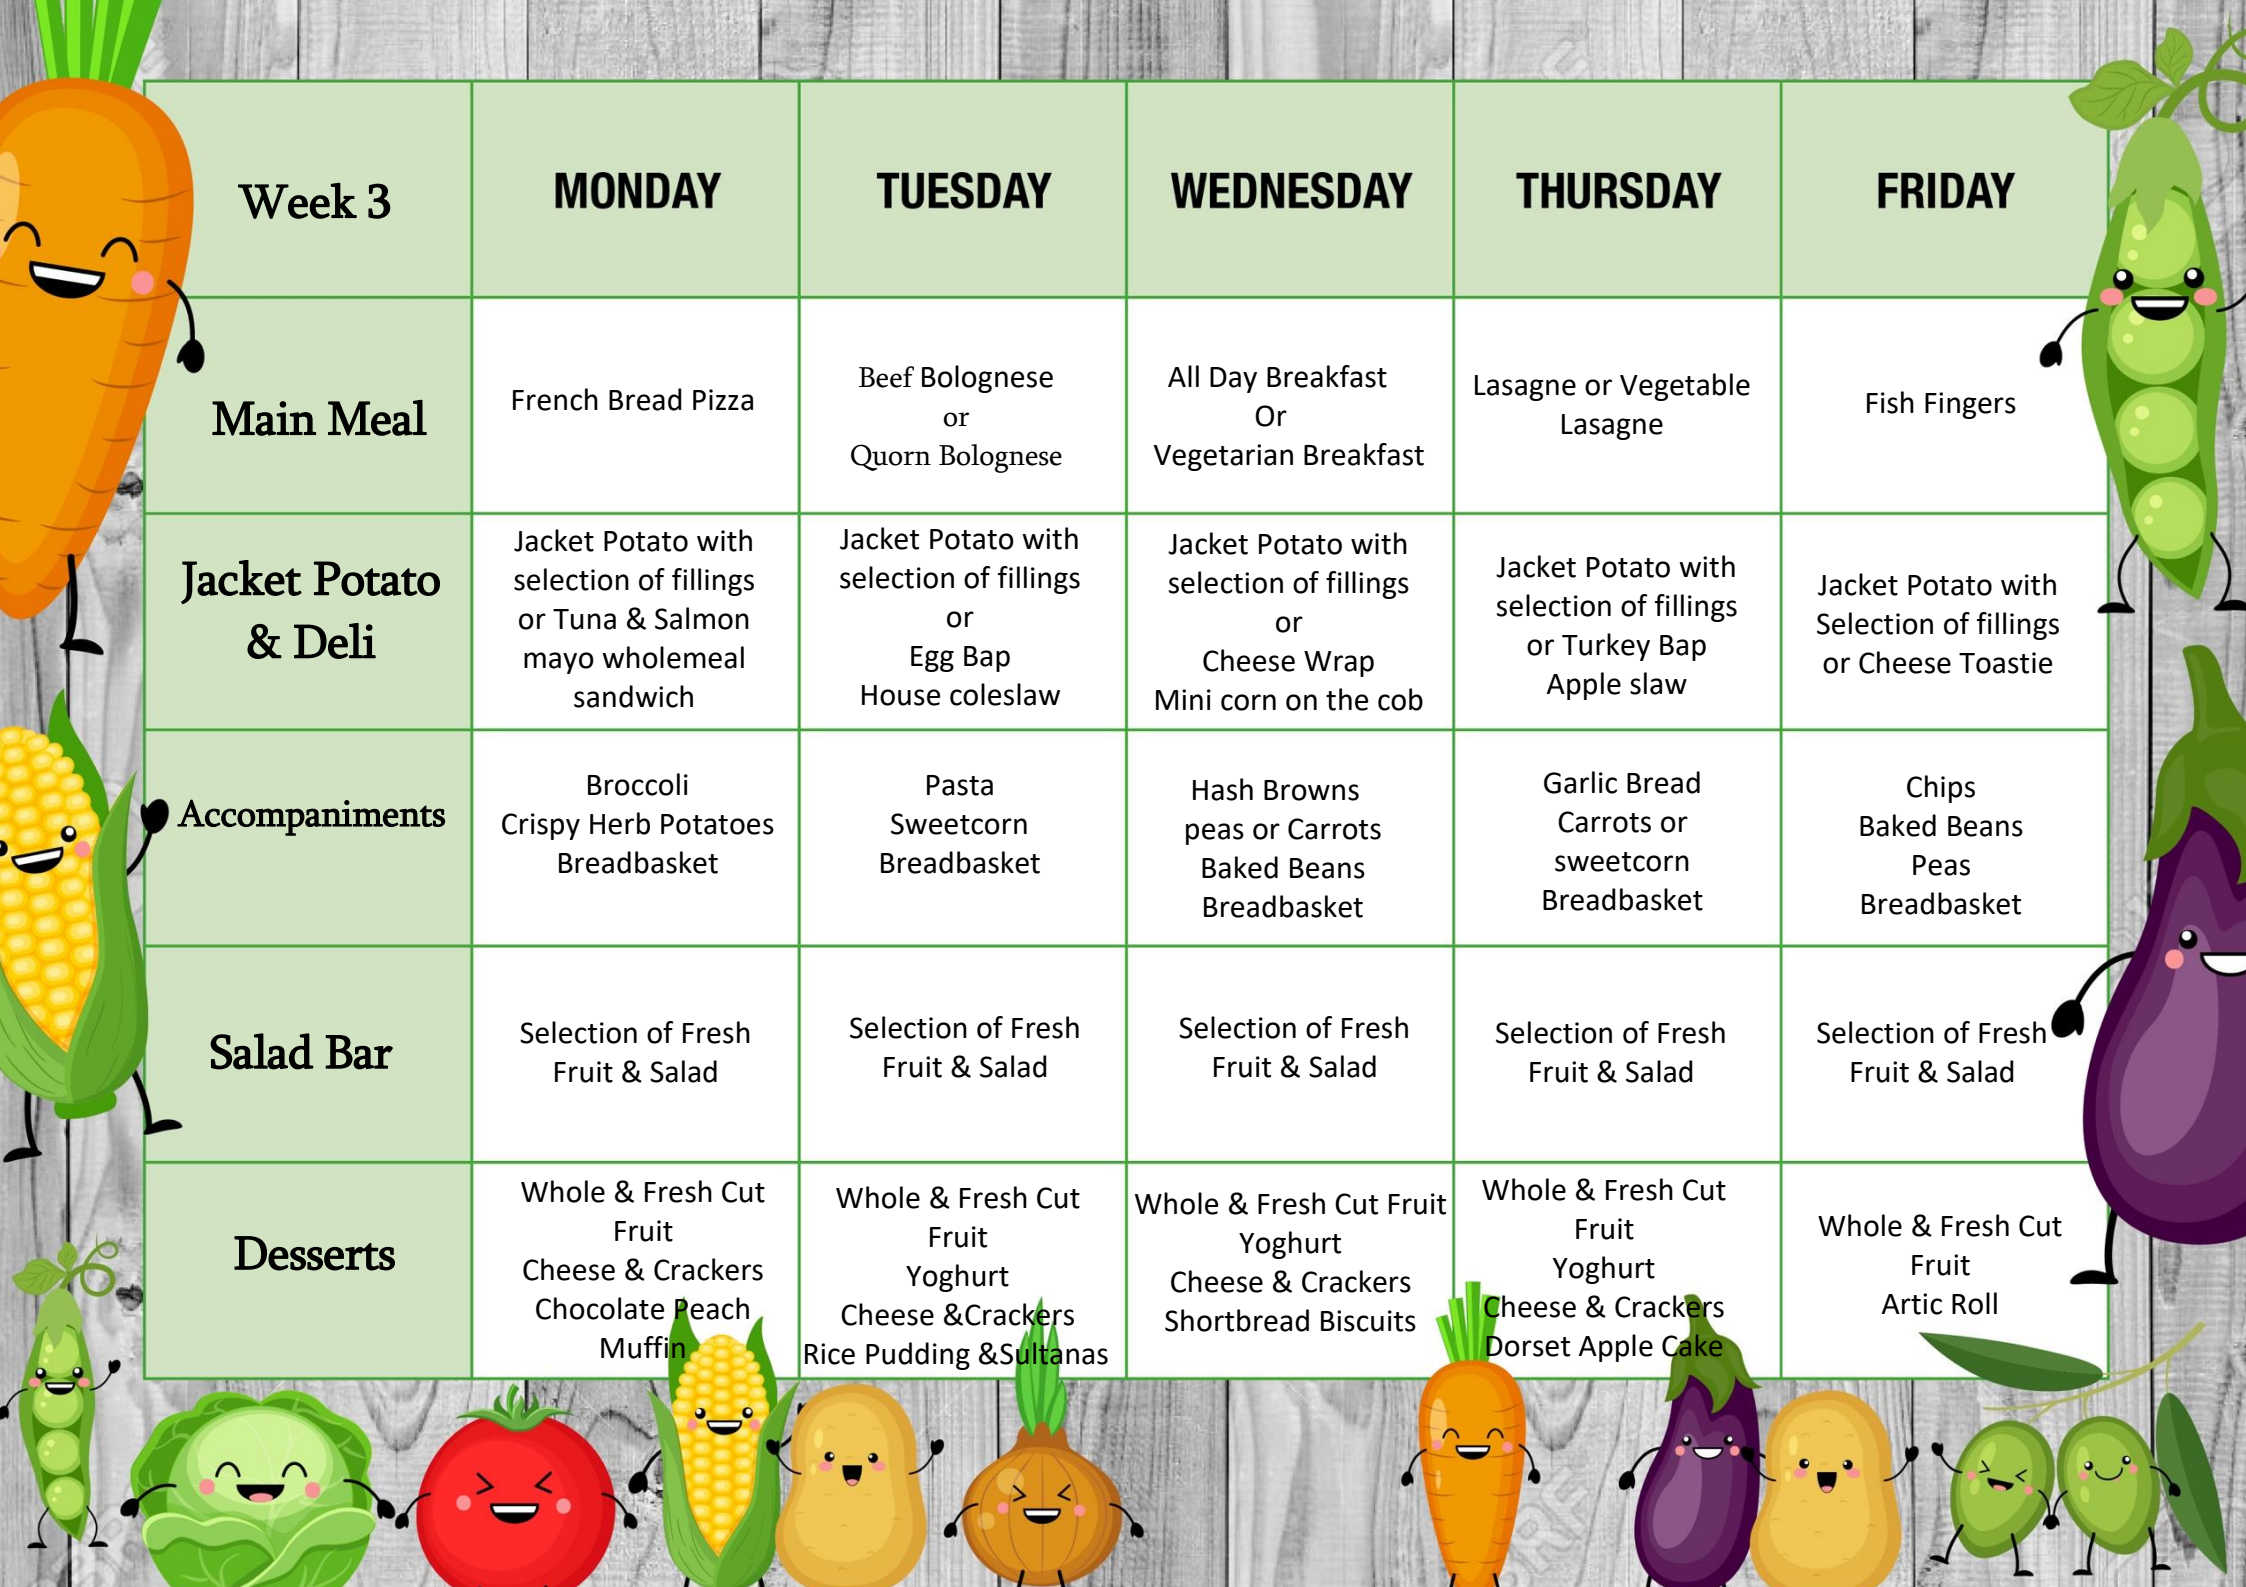 Week 3
MONDAY
TUESDAY
WEDNESDAY
THURSDAY
FRIDAY
Main Meal
French Bread Pizza
Beef Bolognese
or
Quorn Bolognese
All Day Breakfast
Or
Vegetarian Breakfast
Lasagne or Vegetable
Lasagne
Fish Fingers
Jacket Potato
& Deli
Jacket Potato with
selection of fillings
or Tuna & Salmon
mayo wholemeal
sandwich
Jacket Potato with
selection of fillings
or
Egg Bap
House coleslaw
Jacket Potato with
selection of fillings
or
Cheese Wrap
Mini corn on the cob
Jacket Potato with
selection of fillings
or Turkey Bap
Apple slaw
Jacket Potato with
Selection of fillings
or Cheese Toastie
Accompaniments
Broccoli
Crispy Herb Potatoes
Breadbasket
Pasta
Sweetcorn
Breadbasket
Hash Browns
peas or Carrots
Baked Beans
Breadbasket
Garlic Bread
Carrots or
sweetcorn
Breadbasket
Chips
Baked Beans
Peas
Breadbasket
Salad Bar
Selection of Fresh
Fruit & Salad
Selection of Fresh
Fruit & Salad
Selection of Fresh
Fruit & Salad
Selection of Fresh
Fruit & Salad
Selection of Fresh
Fruit & Salad
Desserts
Whole & Fresh Cut
Fruit
Cheese & Crackers
Chocolate Peach
Muffin
Whole & Fresh Cut
Fruit
Yoghurt
Cheese &Crackers
Rice Pudding &Sultanas
Whole & Fresh Cut Fruit
Yoghurt
Cheese & Crackers
Shortbread Biscuits
Whole & Fresh Cut
Fruit
Yoghurt
Cheese & Crackers
Dorset Apple Cake
Whole & Fresh Cut
Fruit
Artic Roll